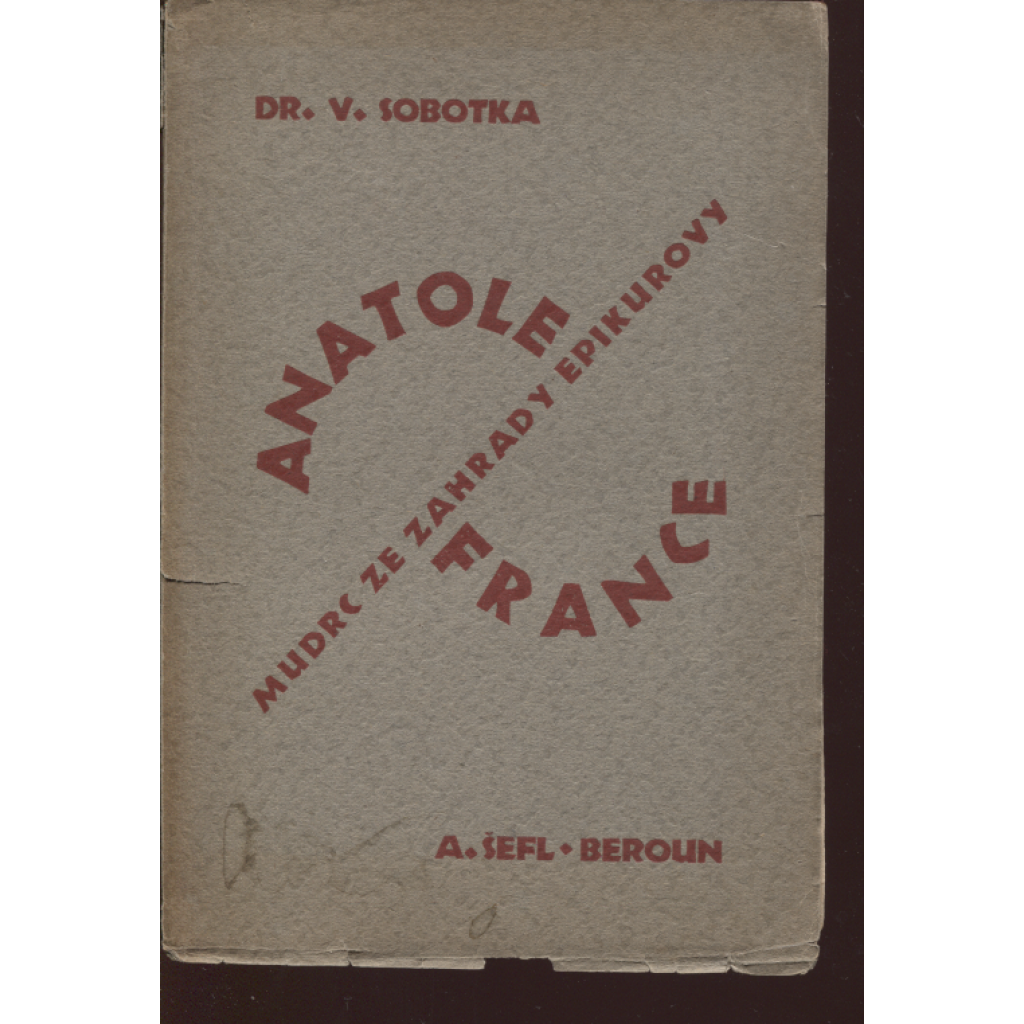 DR. V. SOBOTKA
ANATOLE
MUDRC ZE ZAHRADY EPIKUROVY
FRANCE
A. ŠEFL • BEROUN